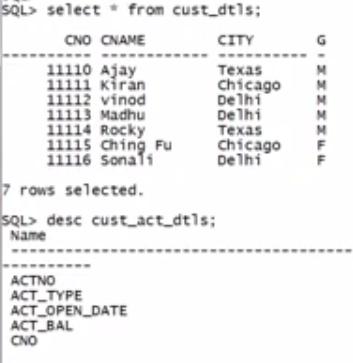 SQL> select * from cust_dtls;
CNO CNAME CITY G
---------- ------------- ----------- -
11110 Ajay Texas M
11111 Kiran Chicago M
11112 vinod Delhi M
11113 Madhu Delhi M
11114 Rocky Texas M
11115 Ching Fu Chicago F
11116 Sonali Delhi F
7 rows selected.
SQL> desc cust_act_dtls;
Name
-----------------------------------------
-----------
ACTNO
ACT_TYPE
ACT_OPEN_DATE
ACT_BAL
CNO